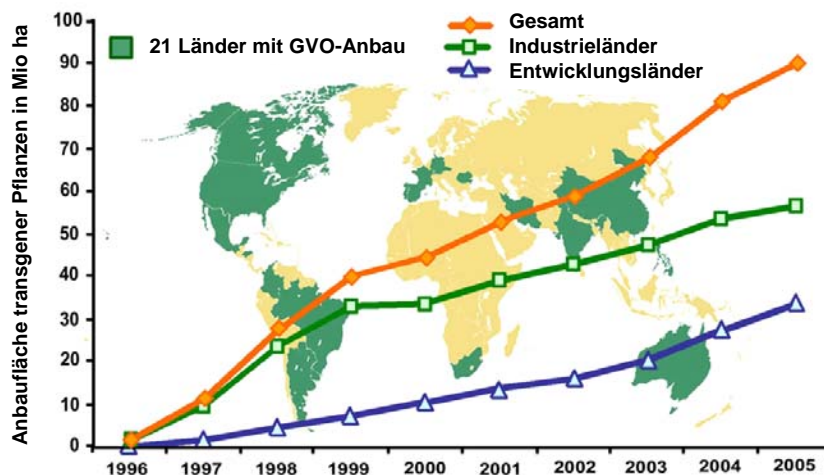 Anbaufläche transgener Pflanzen in Mio ha
100
90
80
70
60
50
40
30
20
10
0
21 Länder mit GVO-Anbau
Gesamt
Industrieländer
Entwicklungsländer
1996 1997 1998 1999 2000 2001 2002 2003 2004 2005